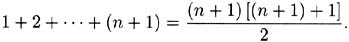 1 + 2 + ··· + (n + 1) = (n + 1) [(n + 1) + 1] / 2.